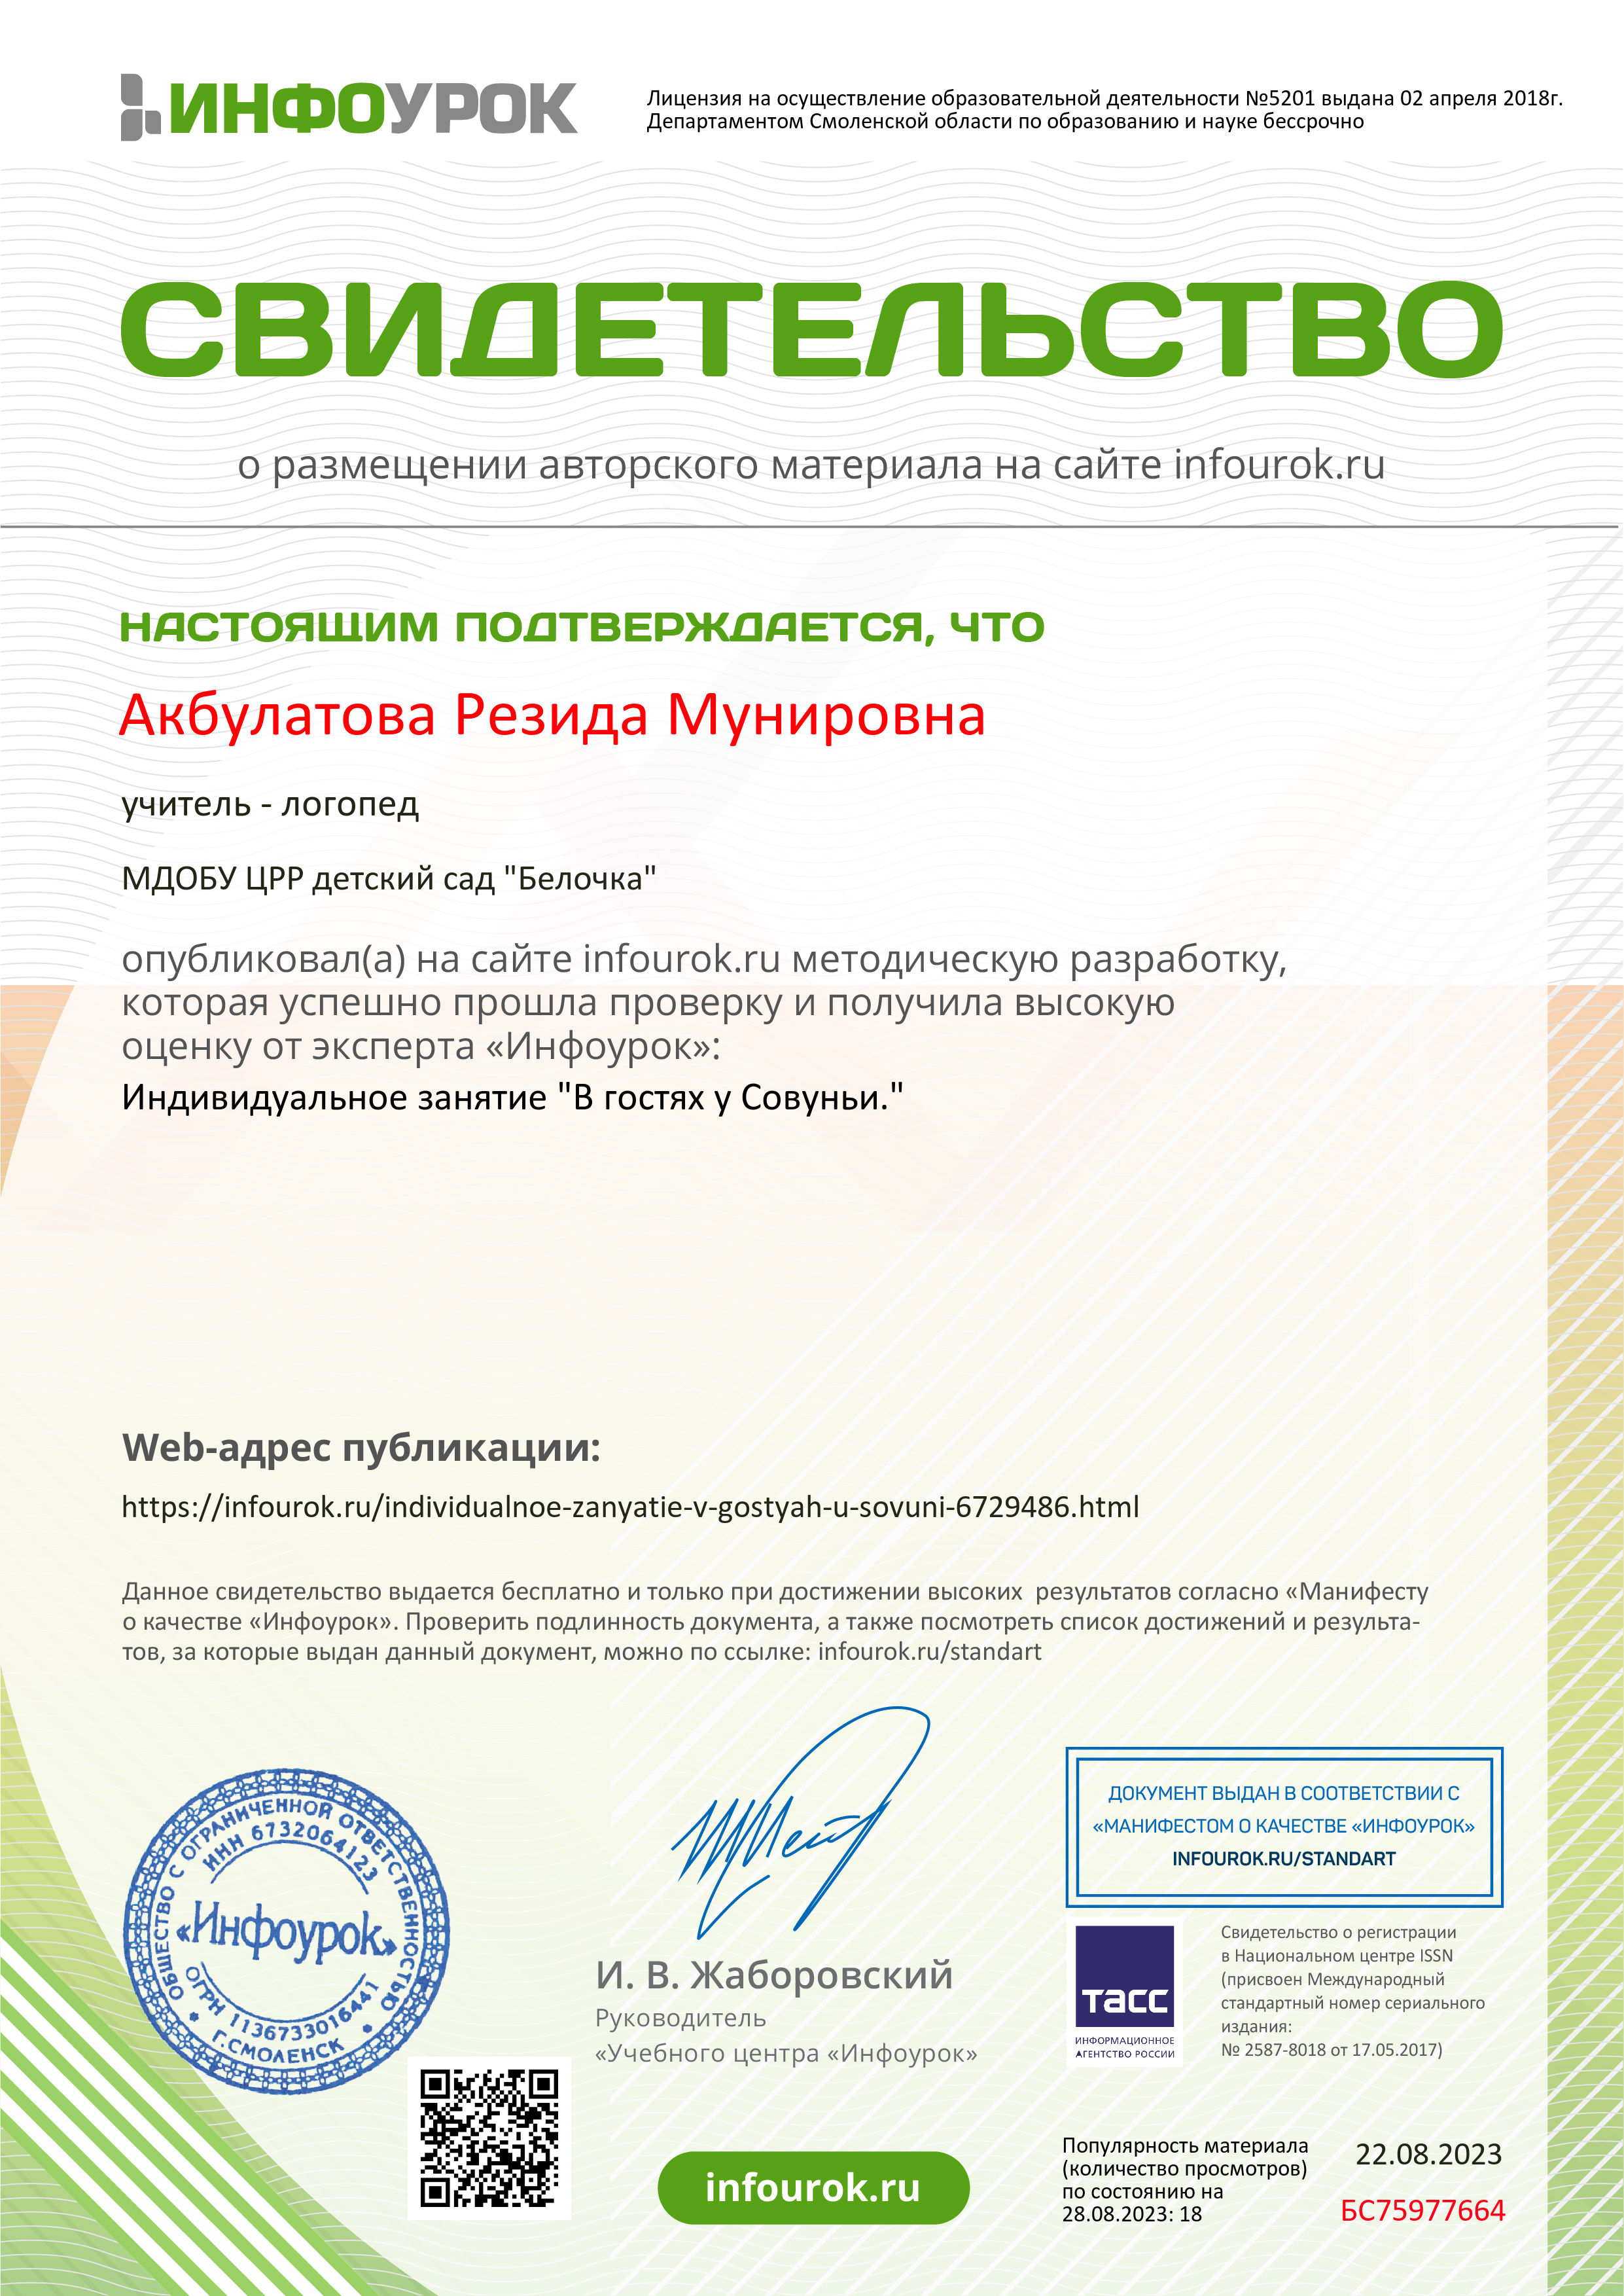 ИНФОУРОК
Лицензия на осуществление образовательной деятельности №5201 выдана 02 апреля 2018г.
Департаментом Смоленской области по образованию и науке бессрочно
СВИДЕТЕЛЬСТВО
о размещении авторского материала на сайте infourok.ru
НАСТОЯЩИМ ПОДТВЕРЖДАЕТСЯ, ЧТО
Акбулатова Резида Мунировна
учитель - логопед
МДОБУ ЦРР детский сад "Белочка"
опубликовал(а) на сайте infourok.ru методическую разработку,
которая успешно прошла проверку и получила высокую
оценку от эксперта «Инфоурок»:
Индивидуальное занятие "В гостях у Совуньи."
Web-адрес публикации:
https://infourok.ru/individualnoe-zanyatie-v-gostyah-u-sovuni-6729486.html
Данное свидетельство выдается бесплатно и только при достижении высоких результатов согласно «Манифесту
о качестве «Инфоурок». Проверить подлинность документа, а также посмотреть список достижений и результа-
тов, за которые выдан данный документ, можно по ссылке: infourok.ru/standart
ОБЩЕСТВО С ОГРАНИЧЕННОЙ ОТВЕТСТВЕННОСТЬЮ
ИНН 6732064123
«Инфоурок»
ОГРН 1136733016441
Г.СМОЛЕНСК
И. В. Жаборовский
Руководитель
«Учебного центра «Инфоурок»
ДОКУМЕНТ ВЫДАН В СООТВЕТСТВИИ С
«МАНИФЕСТОМ О КАЧЕСТВЕ «ИНФОУРОК»
INFOUROK.RU/STANDART
ТАСС
ИНФОРМАЦИОННОЕ
АГЕНТСТВО РОССИИ
Свидетельство о регистрации
в Национальном центре ISSN
(присвоен Международный
стандартный номер сериального
издания:
№ 2587-8018 от 17.05.2017)
infourok.ru
Популярность материала
(количество просмотров)
по состоянию на
28.08.2023: 18
22.08.2023
БС75977664